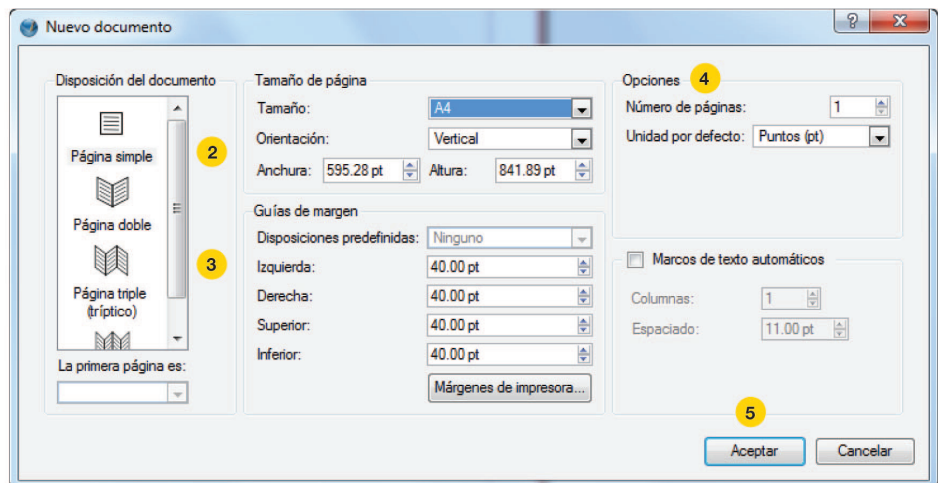 Nuevo documento
Disposición del documento
Página simple
Página doble
Página triple
(tríptico)
La primera página es:
2
3
Tamaño de página
Tamaño: A4
Orientación: Vertical
Anchura: 595.28 pt Altura: 841.89 pt
Guías de margen
Disposiciones predefinidas: Ninguno
Izquierda: 40.00 pt
Derecha: 40.00 pt
Superior: 40.00 pt
Inferior: 40.00 pt
Márgenes de impresora...
Opciones 4
Número de páginas: 1
Unidad por defecto: Puntos (pt)
Marcos de texto automáticos
Columnas: 1
Espaciado: 11.00 pt
5
Aceptar Cancelar